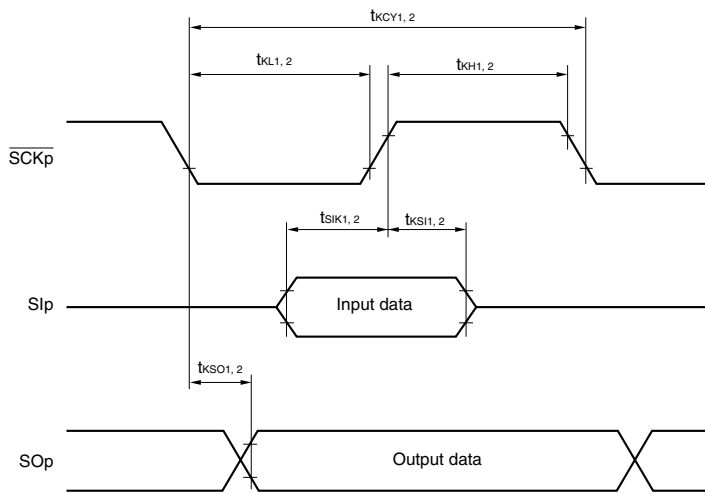 tKCY1, 2
tKL1, 2
tKH1, 2
SCKp
tSIK1, 2
tKSI1, 2
SIp
Input data
tKSO1, 2
SOp
Output data